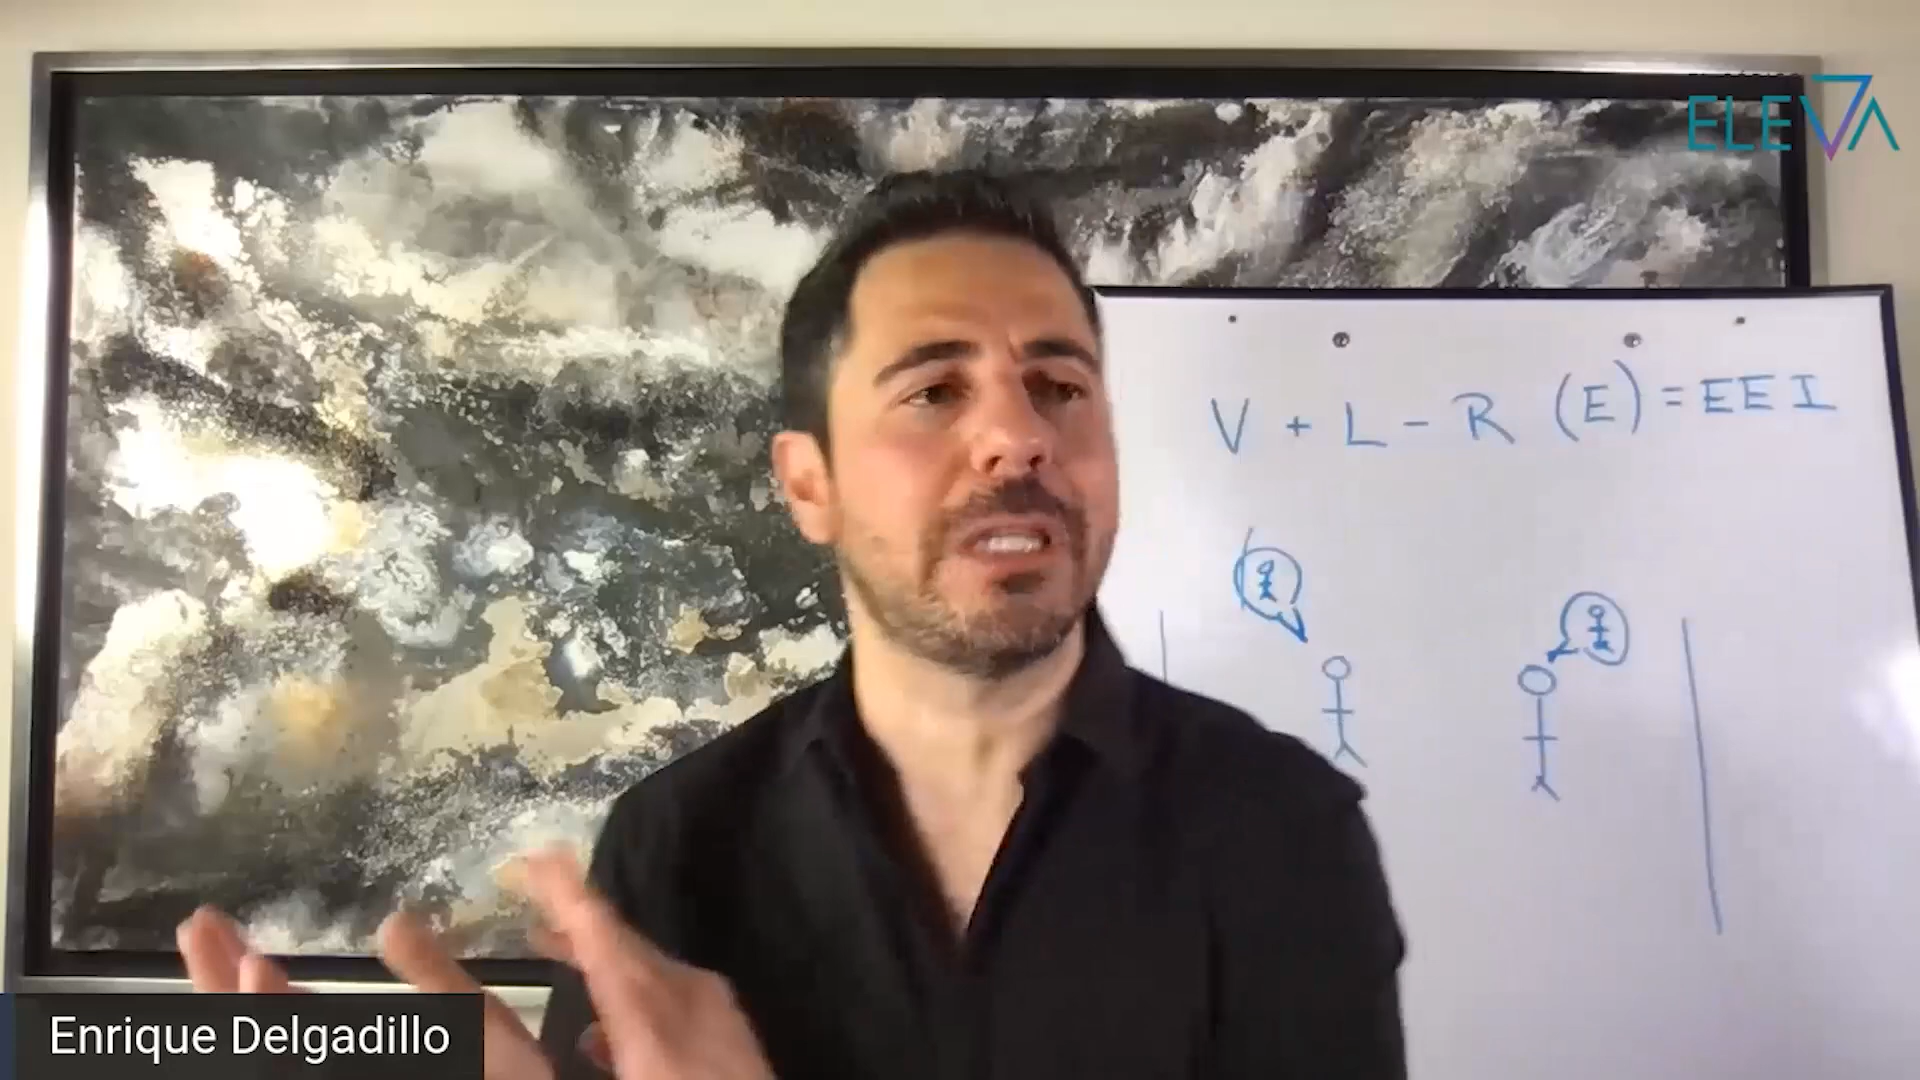 ELEVA
V + L - R (E) = EEI
Enrique Delgadillo